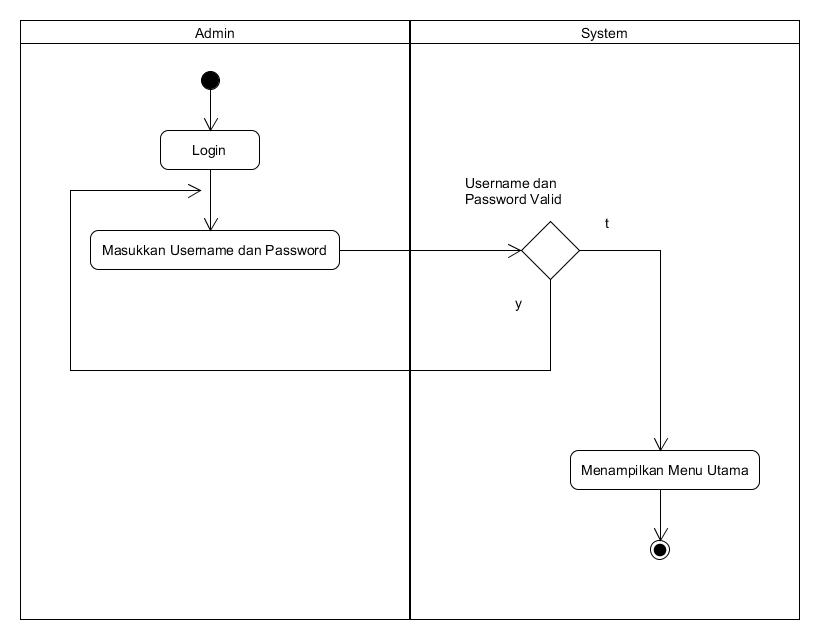 Admin
System
Login
Username dan
Password Valid
t
Masukkan Username dan Password
y
Menampilkan Menu Utama